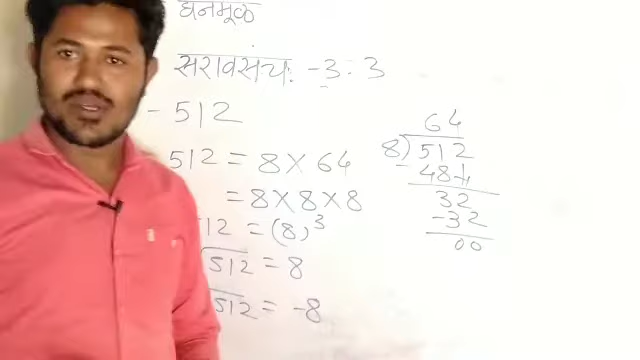 घनमूळ
सरावसंच: -3.3
- 512
512 = 8 × 64
= 8 × 8 × 8
12 = (8)³
√512 = 8
√512 = -8
64
8) 512
- 48↓
32
- 32
00